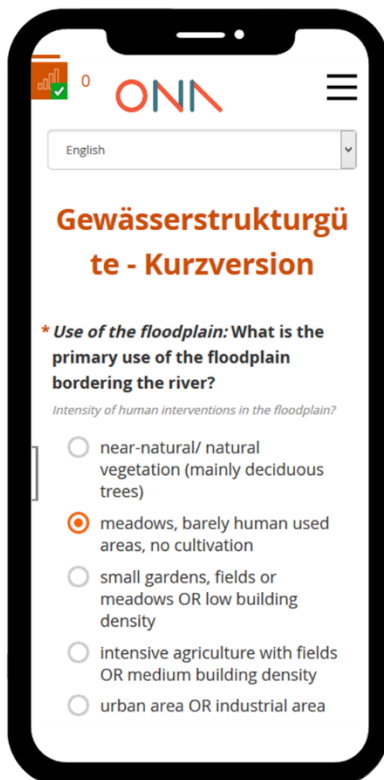 0
ONA
English
Gewässerstrukturgü
te - Kurzversion
* Use of the floodplain: What is the
primary use of the floodplain
bordering the river?
Intensity of human interventions in the floodplain?
near-natural/ natural
vegetation (mainly deciduous
trees)
meadows, barely human used
areas, no cultivation
small gardens, fields or
meadows OR low building
density
intensive agriculture with fields
OR medium building density
urban area OR industrial area